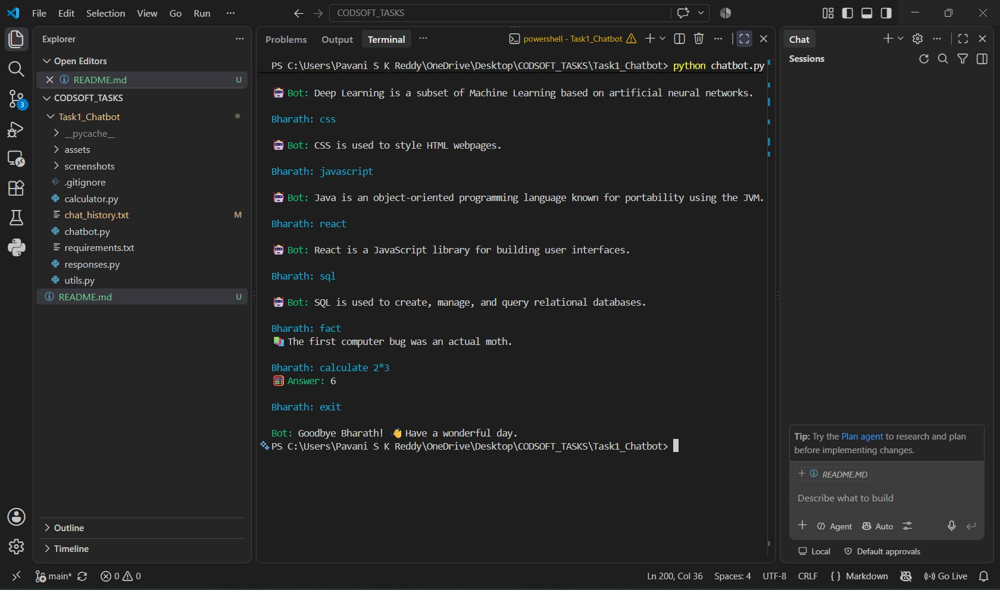 File Edit Selection View Go Run ···
CODSOFT_TASKS
Explorer ···
Open Editors
README.md U
CODSOFT_TASKS
Task1_Chatbot
__pycache__
assets
screenshots
.gitignore
calculator.py
chat_history.txt M
chatbot.py
requirements.txt
responses.py
utils.py
README.md U
Outline
Timeline
3
Problems Output Terminal ··· powershell - Task1_Chatbot ···
PS C:\Users\Pavani S K Reddy\OneDrive\Desktop\CODSOFT_TASKS\Task1_Chatbot> python chatbot.py
Bot: Deep Learning is a subset of Machine Learning based on artificial neural networks.
Bharath: css
Bot: CSS is used to style HTML webpages.
Bharath: javascript
Bot: Java is an object-oriented programming language known for portability using the JVM.
Bharath: react
Bot: React is a JavaScript library for building user interfaces.
Bharath: sql
Bot: SQL is used to create, manage, and query relational databases.
Bharath: fact
The first computer bug was an actual moth.
Bharath: calculate 2*3
Answer: 6
Bharath: exit
Bot: Goodbye Bharath! 👋 Have a wonderful day.
PS C:\Users\Pavani S K Reddy\OneDrive\Desktop\CODSOFT_TASKS\Task1_Chatbot>
Chat ···
Sessions
Tip: Try the Plan agent to research and plan
before implementing changes.
README.MD
Describe what to build
Agent Auto
Local Default approvals
main* 0 0 Ln 200, Col 36 Spaces: 4 UTF-8 CRLF { } Markdown Go Live